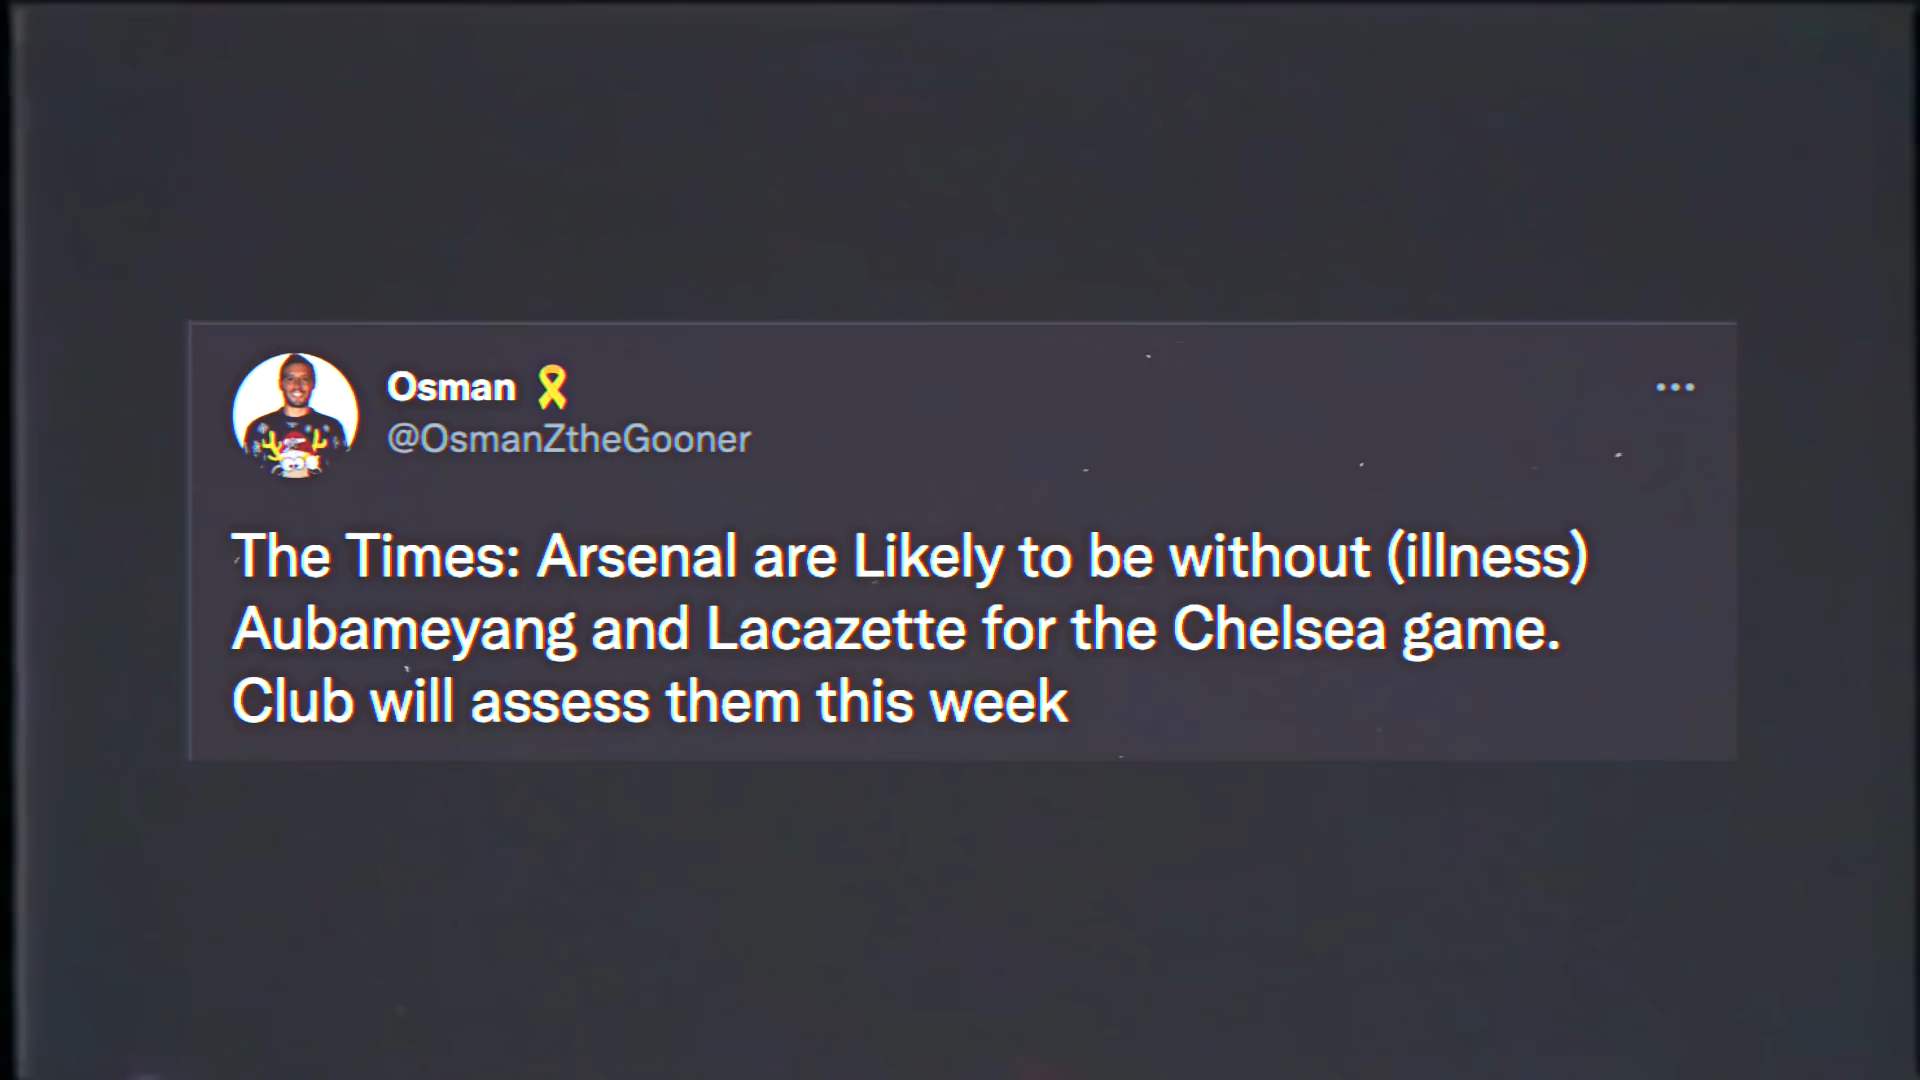 Osman 🎗
@OsmanZtheGooner
The Times: Arsenal are Likely to be without (illness)
Aubameyang and Lacazette for the Chelsea game.
Club will assess them this week